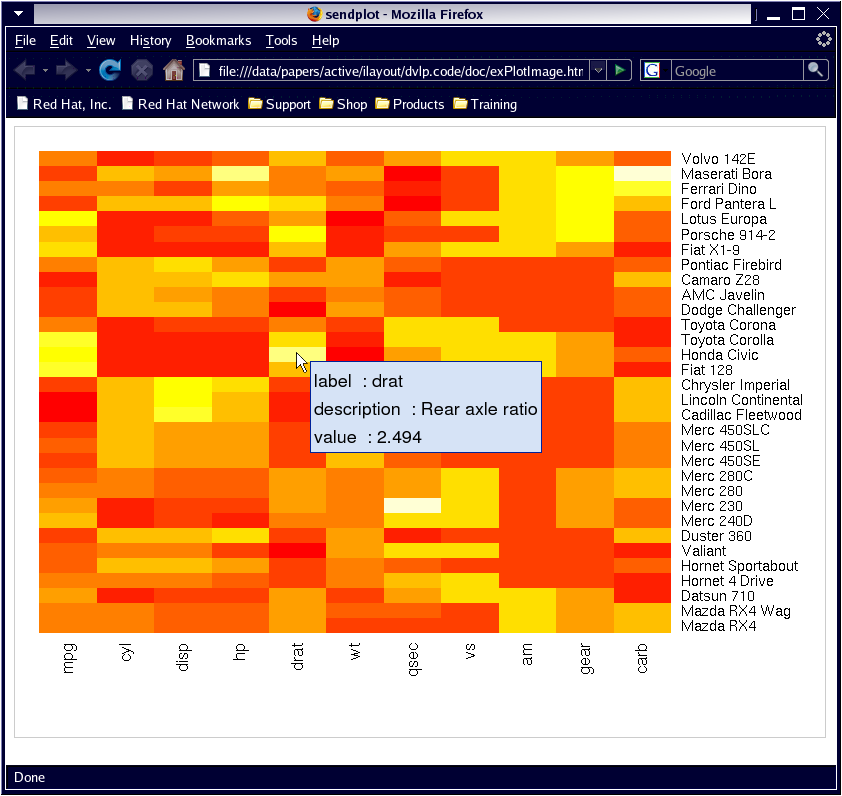 sendplot - Mozilla Firefox
File Edit View History Bookmarks Tools Help
file:///data/papers/active/ilayout/dvlp.code/doc/exPlotImage.htm
G Google
Red Hat, Inc. Red Hat Network Support Shop Products Training
Volvo 142E
Maserati Bora
Ferrari Dino
Ford Pantera L
Lotus Europa
Porsche 914-2
Fiat X1-9
Pontiac Firebird
Camaro Z28
AMC Javelin
Dodge Challenger
Toyota Corona
Toyota Corolla
Honda Civic
Fiat 128
Chrysler Imperial
Lincoln Continental
Cadillac Fleetwood
Merc 450SLC
Merc 450SL
Merc 450SE
Merc 280C
Merc 280
Merc 230
Merc 240D
Duster 360
Valiant
Hornet Sportabout
Hornet 4 Drive
Datsun 710
Mazda RX4 Wag
Mazda RX4
label : drat
description : Rear axle ratio
value : 2.494
mpg cyl disp hp drat wt qsec vs am gear carb
Done